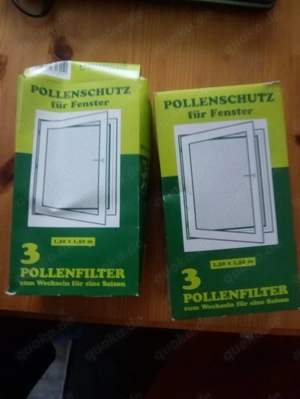 POLLENSCHUTZ
für Fenster
1,30 x 1,50 m
3
POLLENFILTER
zum Wechseln für eine Saison
POLLENSCHUTZ
für Fenster
1,30 x 1,50 m
3
POLLENFILTER
zum Wechseln für eine Saison